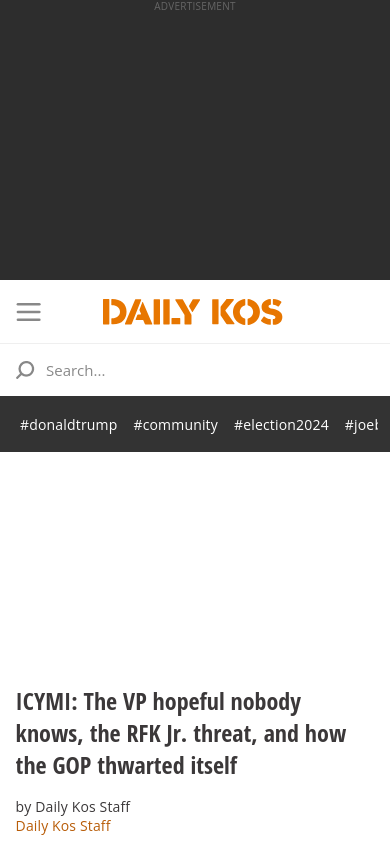 ADVERTISEMENT
DAILY KOS
Search...
#donaldtrump #community #election2024 #joeb
ICYMI: The VP hopeful nobody
knows, the RFK Jr. threat, and how
the GOP thwarted itself
by Daily Kos Staff
Daily Kos Staff